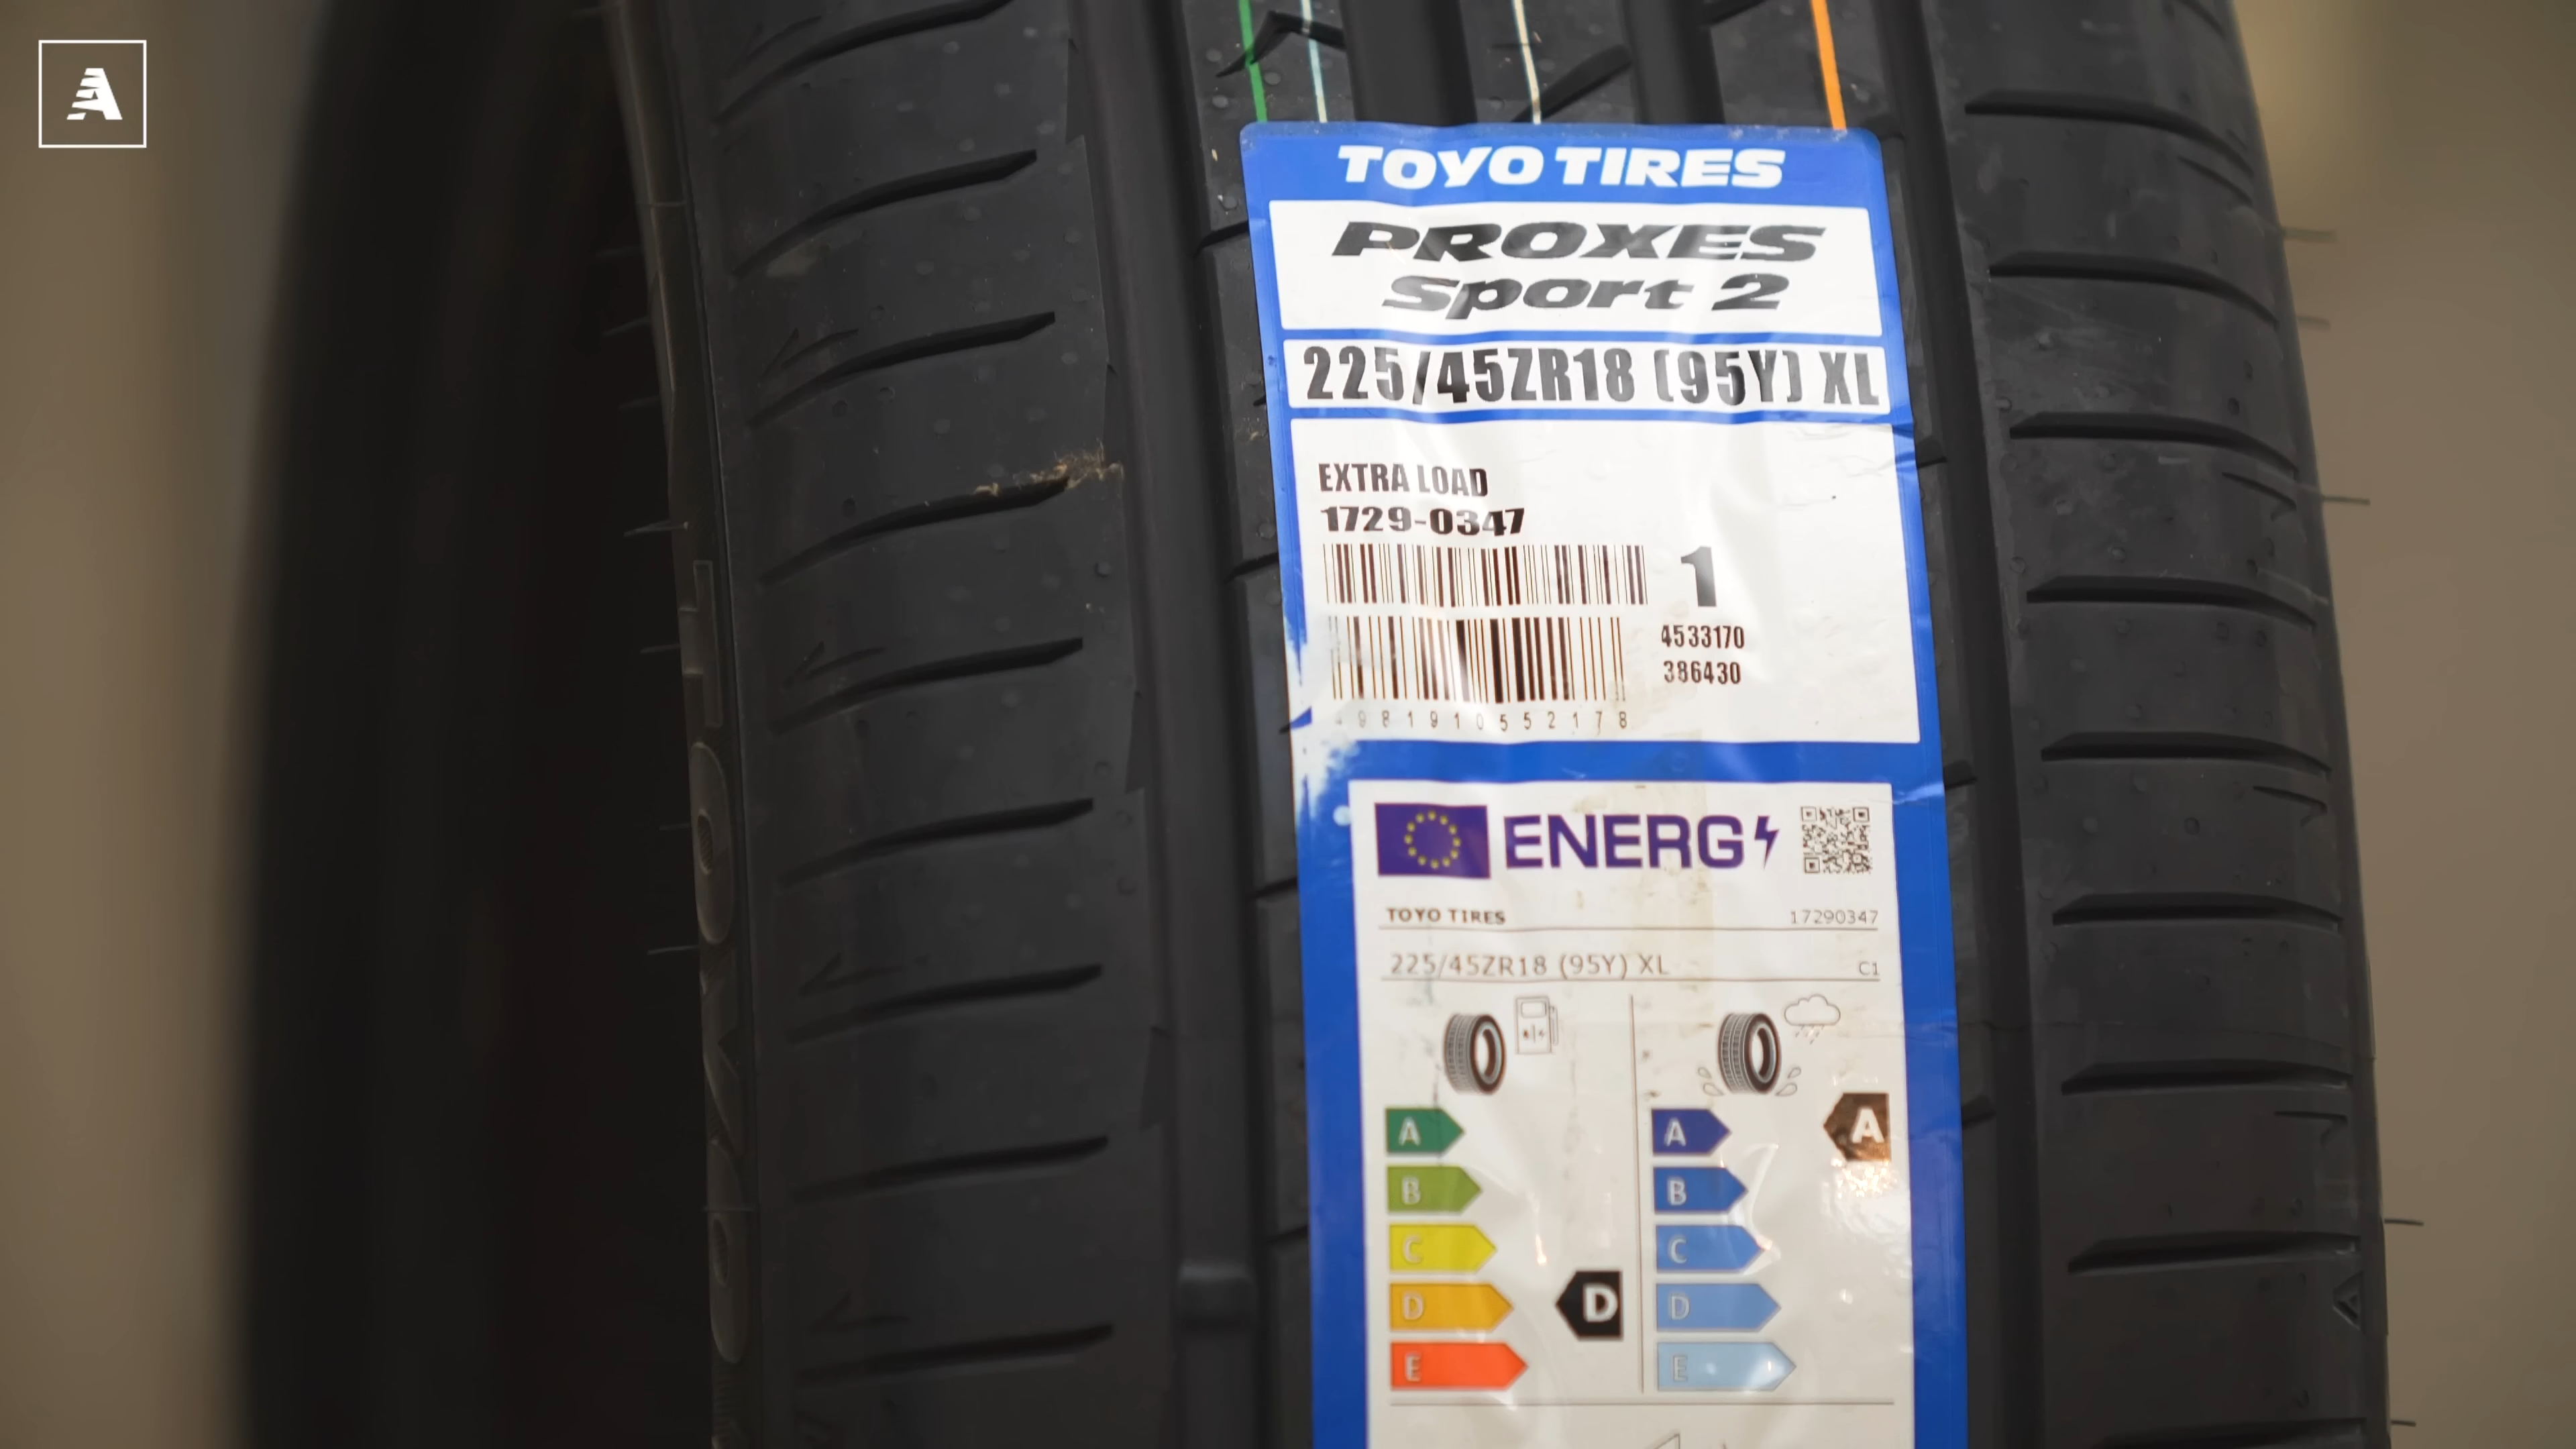 A
TOYO TIRES
PROXES
Sport 2
225/45ZR18 (95Y) XL
EXTRA LOAD
1729-0347
1
4533170
386430
4981910552178
ENERG
TOYO TIRES 17290347
225/45ZR18 (95Y) XL C1
A A A
B B
C C
D D D
E E
TOYO